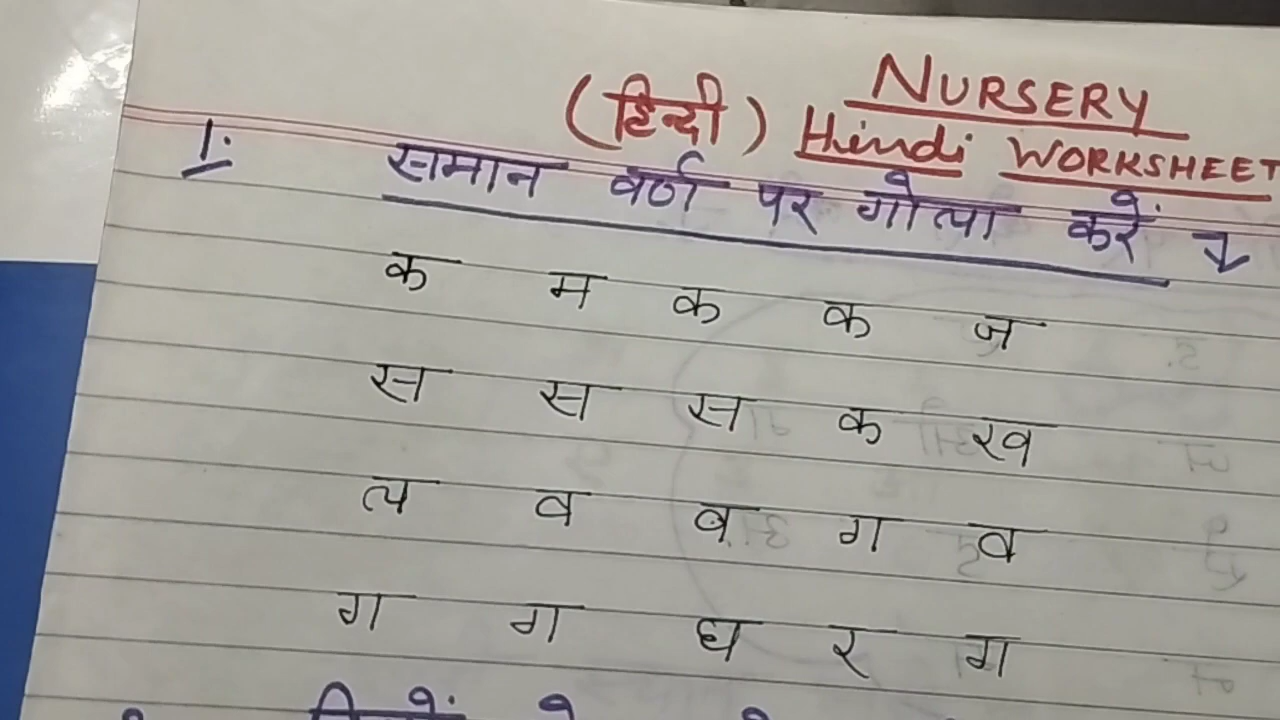 NURSERY
(हिन्दी) Hindi WORKSHEET
1. समान वर्ण पर गोला करें ↓
क म क क ज
स स स क ख
ल व व ग व
ग ग घ र ग